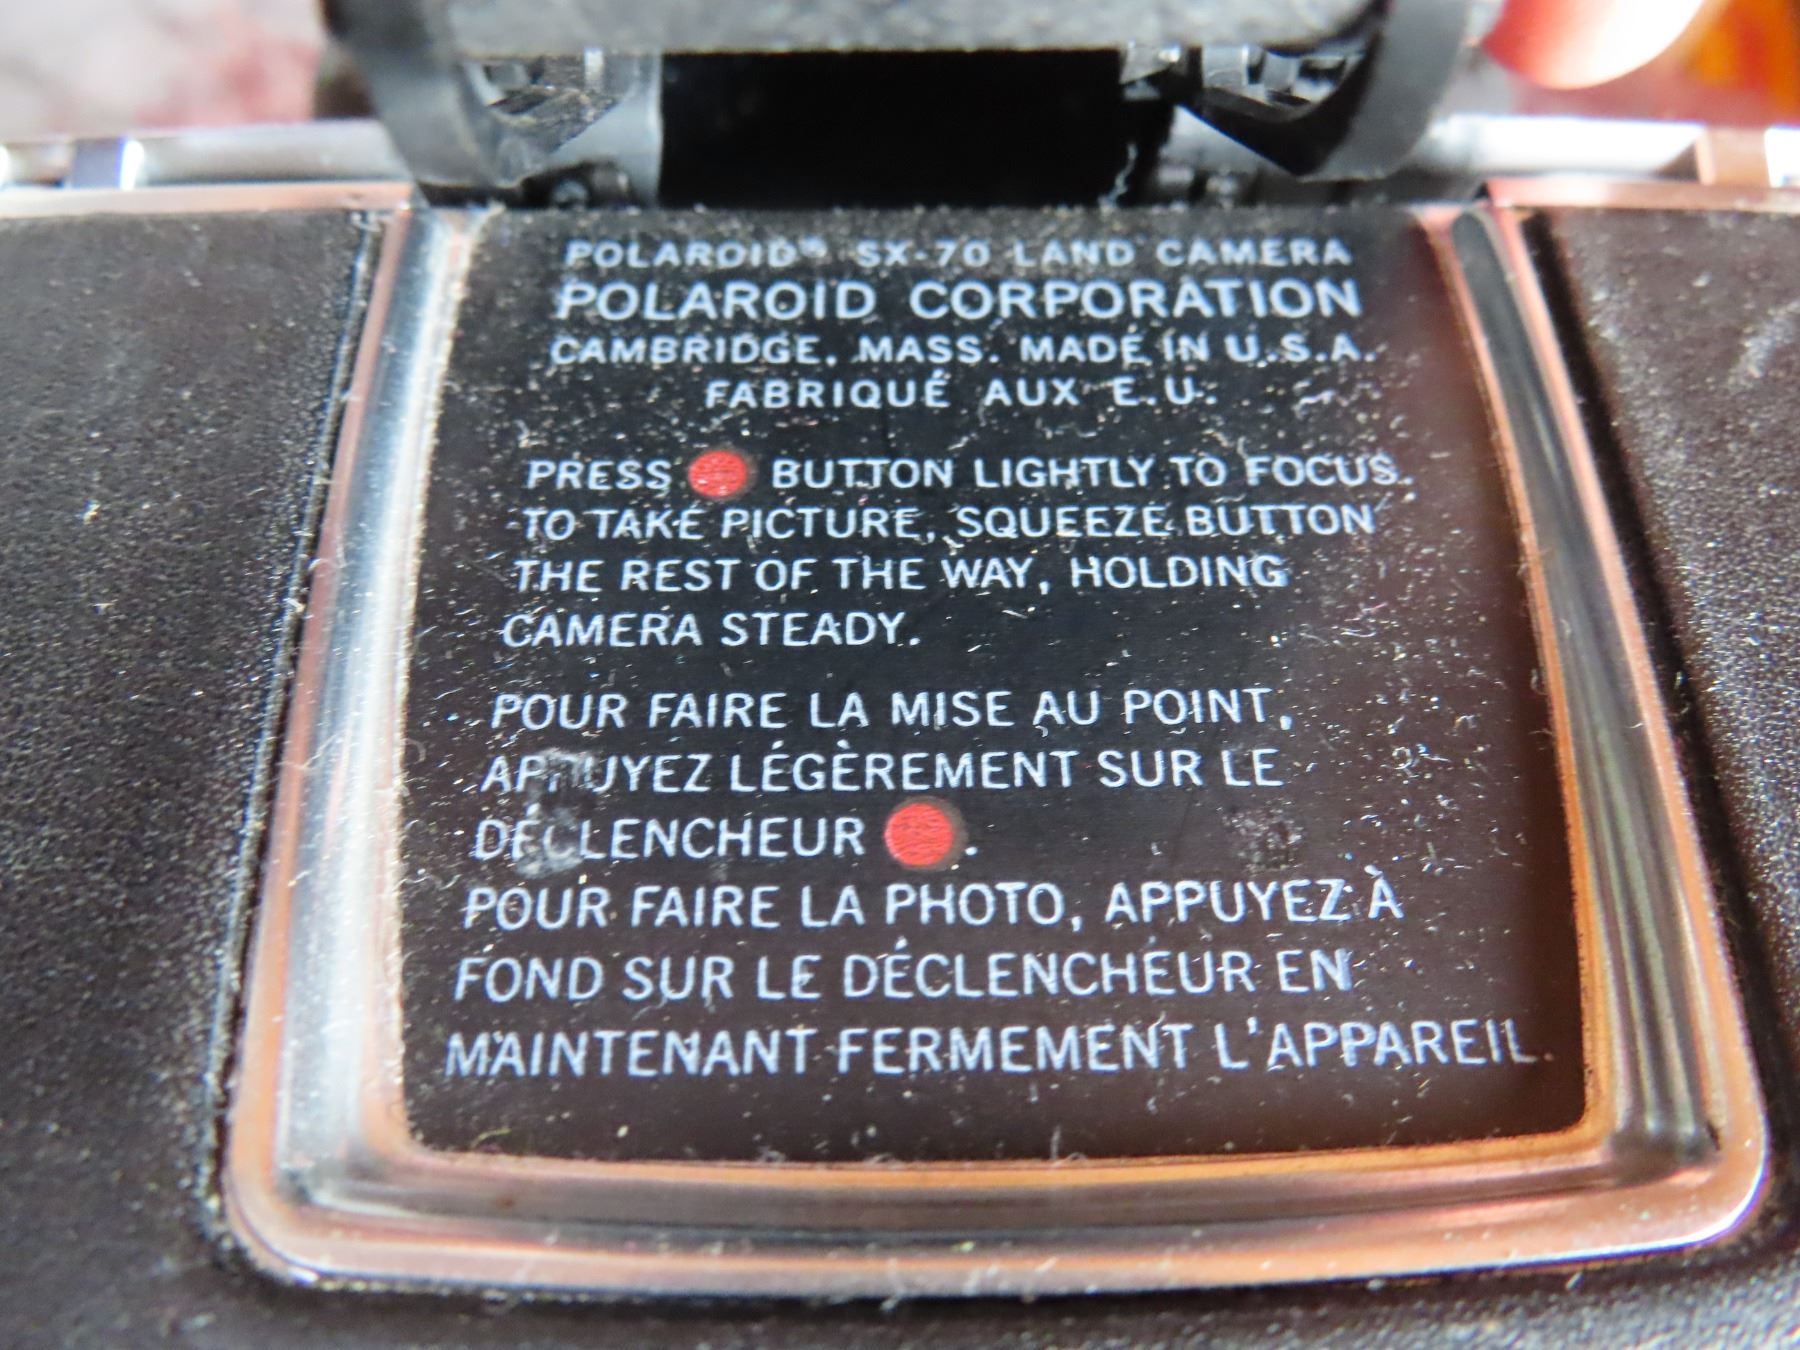 POLAROID® SX-70 LAND CAMERA
POLAROID CORPORATION
CAMBRIDGE, MASS. MADE IN U.S.A.
FABRIQUÉ AUX E.U.
PRESS BUTTON LIGHTLY TO FOCUS.
TO TAKE PICTURE, SQUEEZE BUTTON
THE REST OF THE WAY, HOLDING
CAMERA STEADY.
POUR FAIRE LA MISE AU POINT,
APPUYEZ LÉGÈREMENT SUR LE
DÉCLENCHEUR .
POUR FAIRE LA PHOTO, APPUYEZ À
FOND SUR LE DÉCLENCHEUR EN
MAINTENANT FERMEMENT L'APPAREIL.